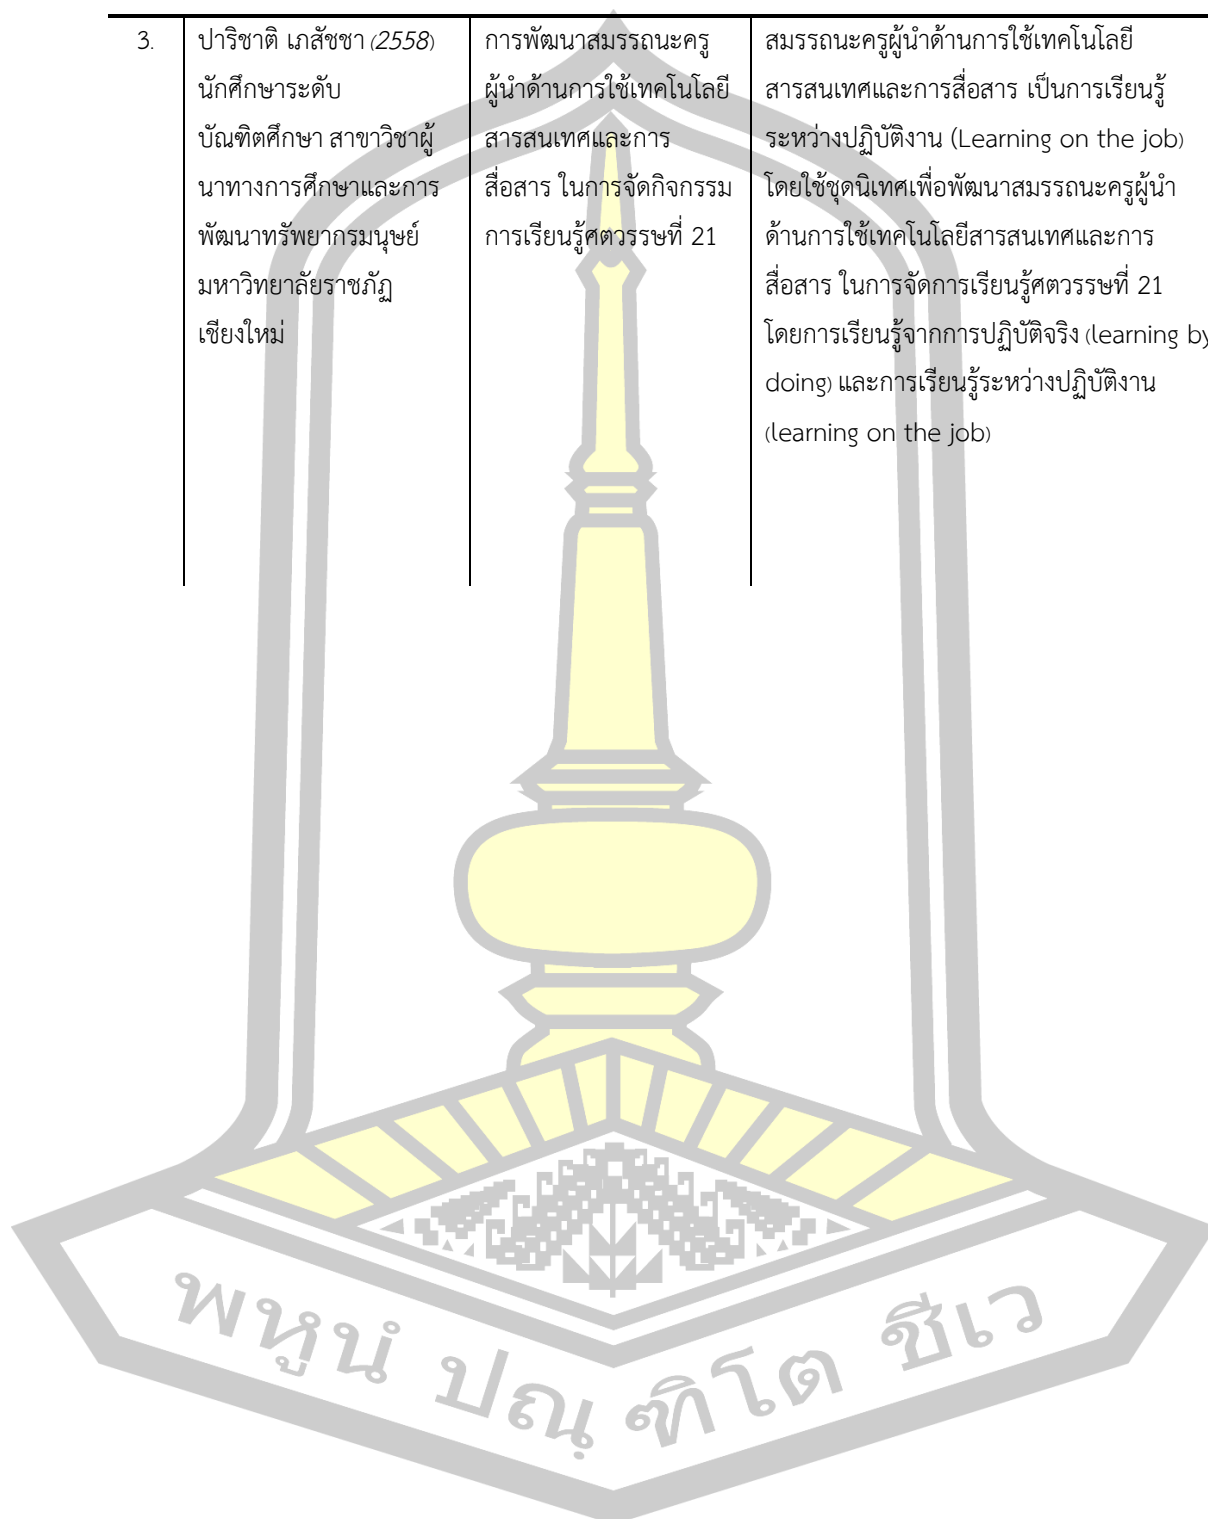 3.
ปาริชาติ เภสัชชา (2558)
นักศึกษาระดับ
บัณฑิตศึกษา สาขาวิชาผู้
นาทางการศึกษาและการ
พัฒนาทรัพยากรมนุษย์
มหาวิทยาลัยราชภัฏ
เชียงใหม่
การพัฒนาสมรรถนะครู
ผู้นำด้านการใช้เทคโนโลยี
สารสนเทศและการ
สื่อสาร ในการจัดกิจกรรม
การเรียนรู้ศตวรรษที่ 21
สมรรถนะครูผู้นำด้านการใช้เทคโนโลยี
สารสนเทศและการสื่อสาร เป็นการเรียนรู้
ระหว่างปฏิบัติงาน (Learning on the job)
โดยใช้ชุดนิเทศเพื่อพัฒนาสมรรถนะครูผู้นำ
ด้านการใช้เทคโนโลยีสารสนเทศและการ
สื่อสาร ในการจัดการเรียนรู้ศตวรรษที่ 21
โดยการเรียนรู้จากการปฏิบัติจริง (learning by
doing) และการเรียนรู้ระหว่างปฏิบัติงาน
(learning on the job)
พหูนํ ปณฺฑิโต ชีเว